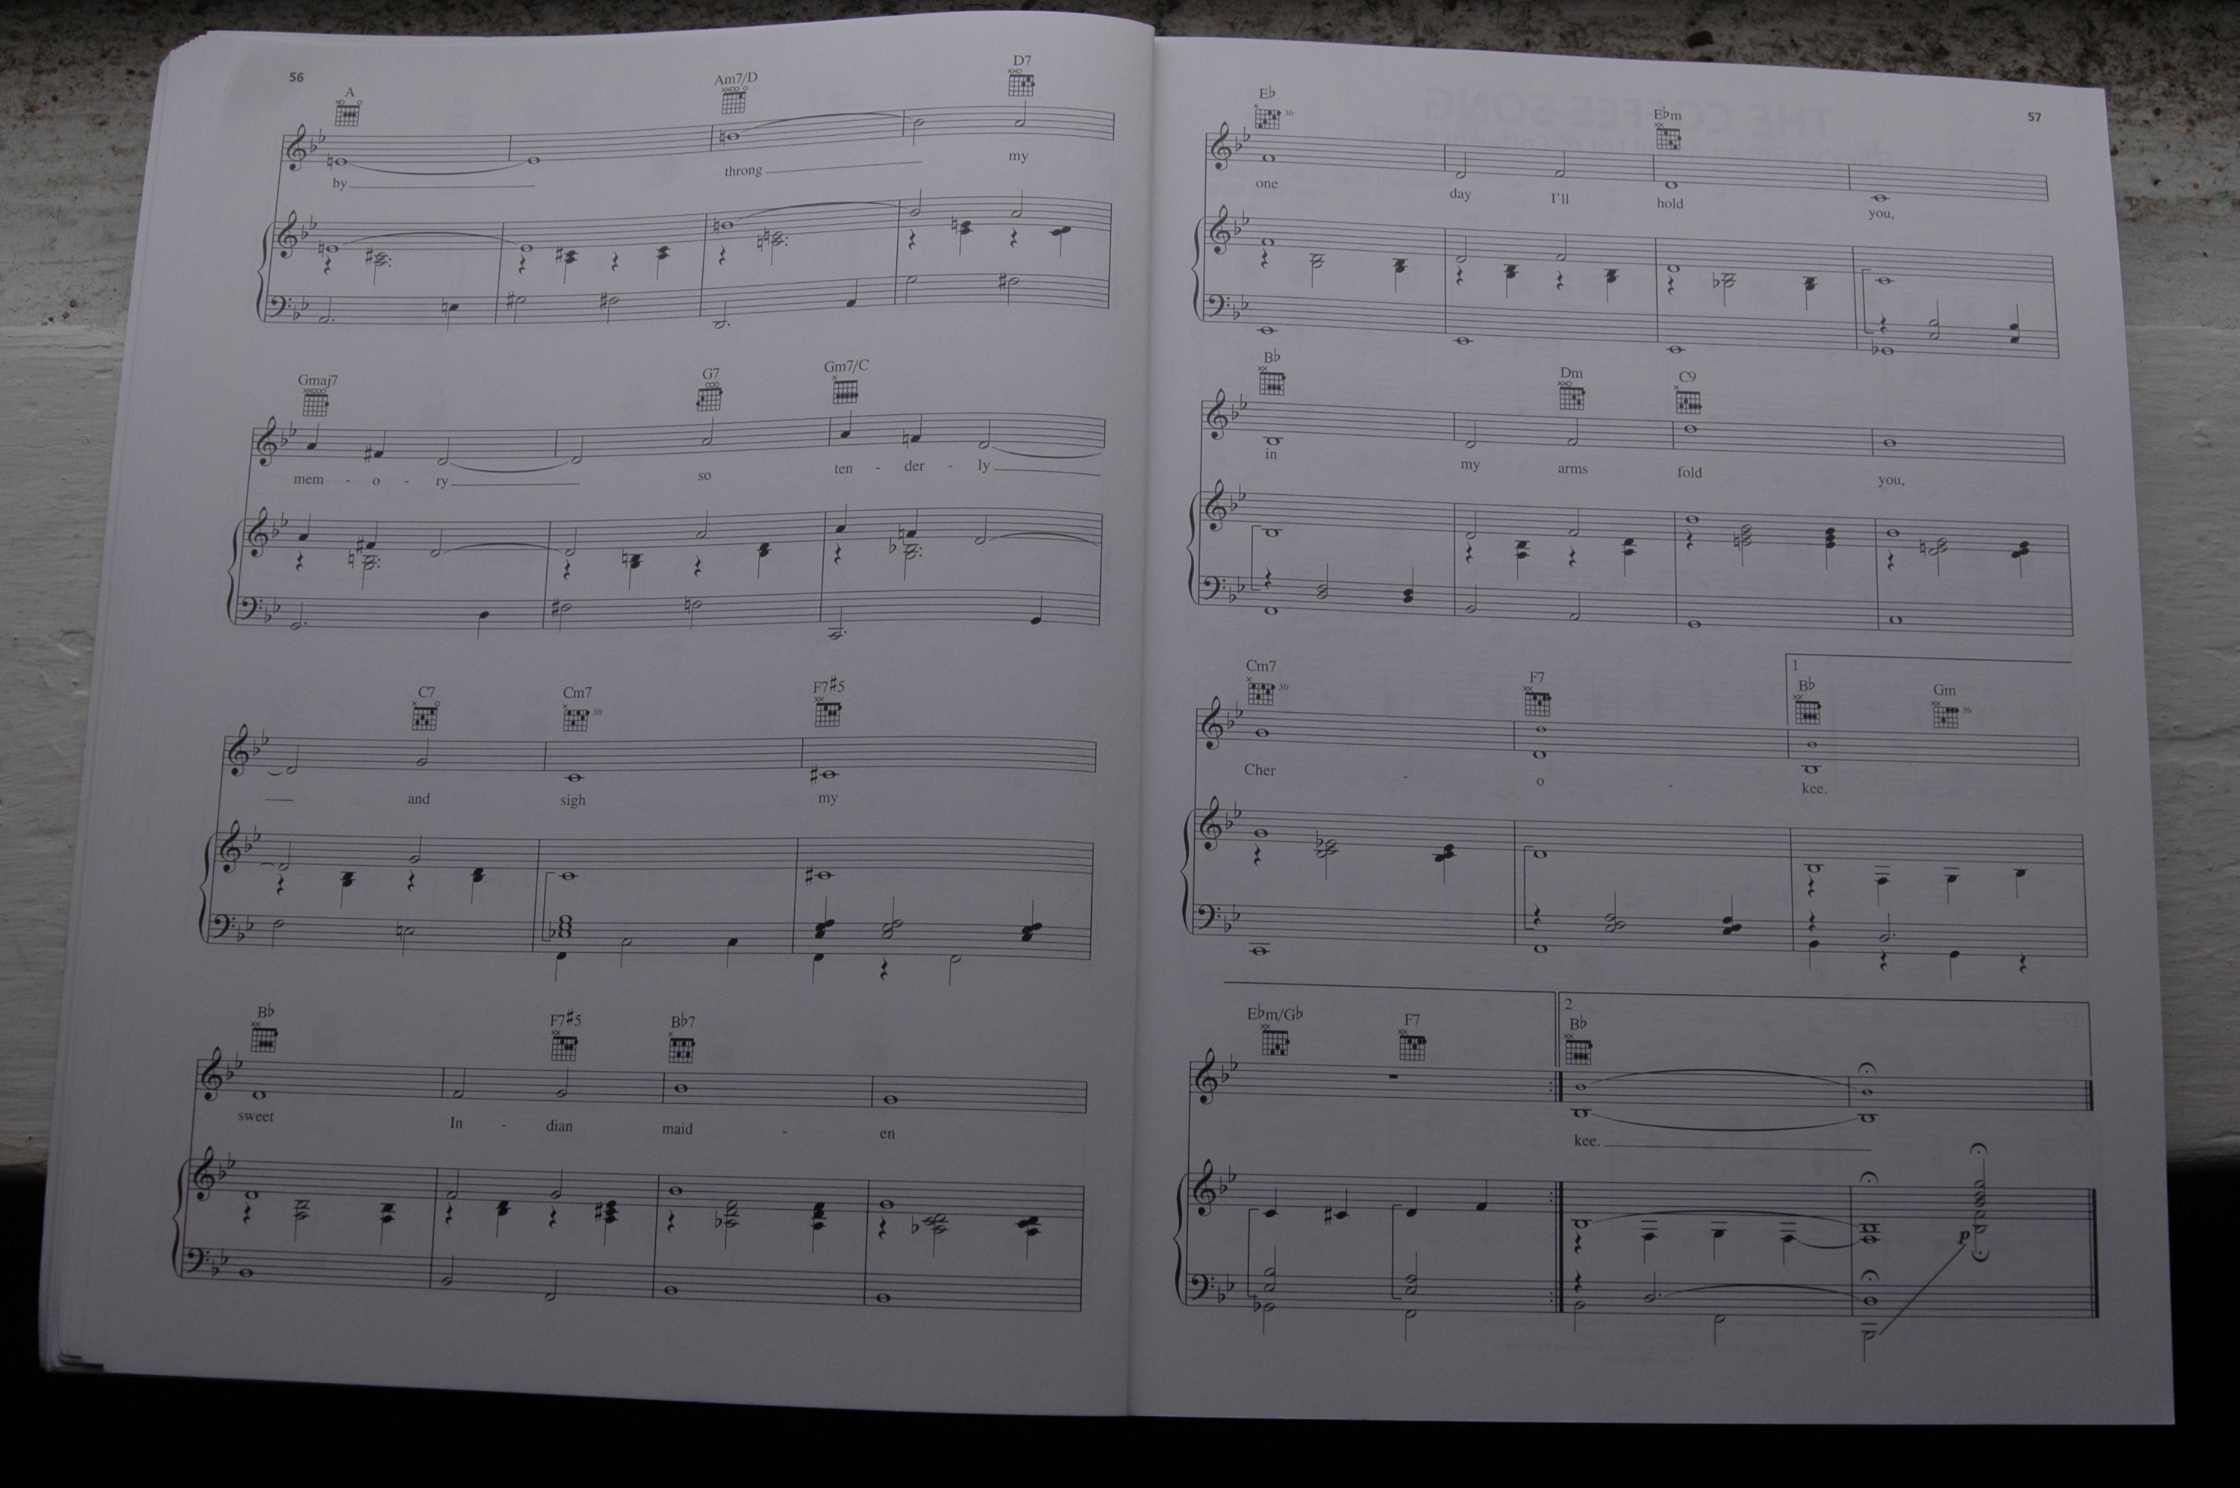 56
A Am7/D D7
by throng my
Gmaj7 G7 Gm7/C
mem - o - ry so ten - der - ly
C7 Cm7 3fr F7♯5
and sigh my
B♭ F7♯5 B♭7
sweet In - dian maid - en
57
E♭ 3fr E♭m
one day I'll hold you,
B♭ Dm C9
in my arms fold you,
1
Cm7 3fr F7 B♭ Gm 3fr
Cher - o - kee.
2
E♭m/G♭ F7 B♭
kee.
p